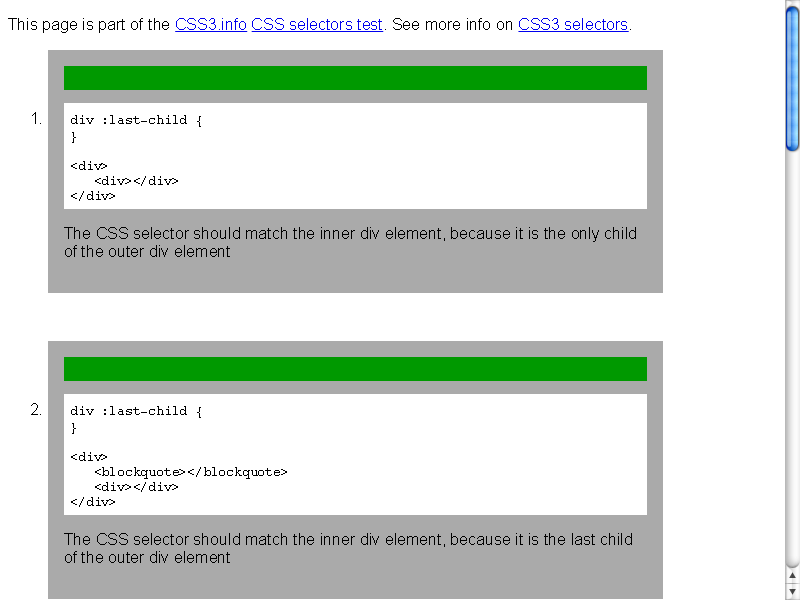 This page is part of the CSS3.info CSS selectors test. See more info on CSS3 selectors.
1.
div :last-child {
}
<div>
<div></div>
</div>
The CSS selector should match the inner div element, because it is the only child
of the outer div element
2.
div :last-child {
}
<div>
<blockquote></blockquote>
<div></div>
</div>
The CSS selector should match the inner div element, because it is the last child
of the outer div element